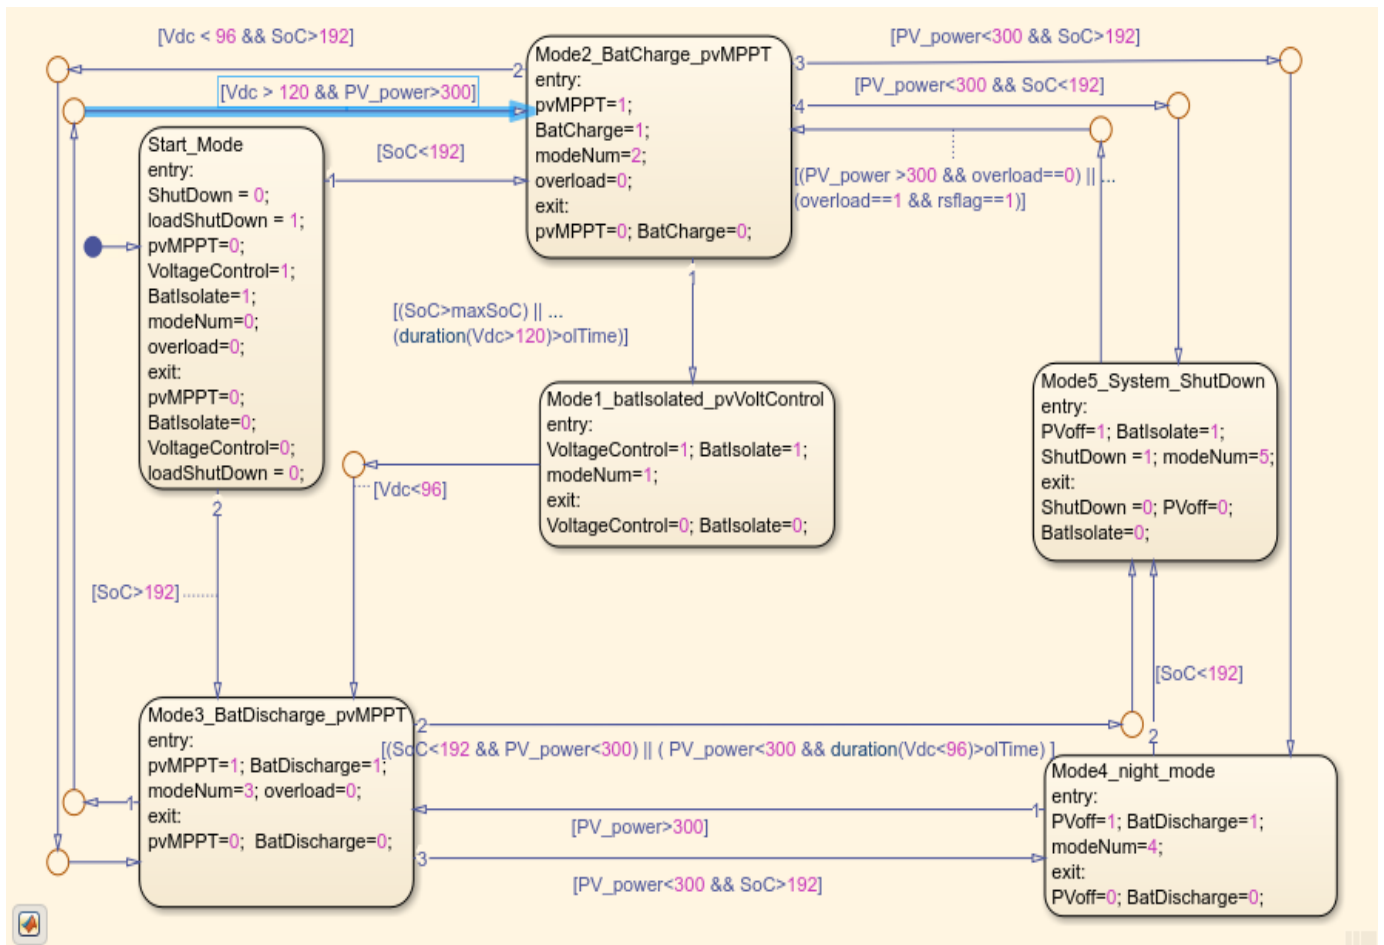 [Vdc < 96 && SoC>192]
2
[Vdc > 120 && PV_power>300]
Mode2_BatCharge_pvMPPT
entry:
pvMPPT=1;
BatCharge=1;
modeNum=2;
overload=0;
exit:
pvMPPT=0; BatCharge=0;
3
[PV_power<300 && SoC>192]
4
[PV_power<300 && SoC<192]
[(PV_power >300 && overload==0) || ...
(overload==1 && rsflag==1)]
Start_Mode
entry:
ShutDown = 0;
loadShutDown = 1;
pvMPPT=0;
VoltageControl=1;
BatIsolate=1;
modeNum=0;
overload=0;
exit:
pvMPPT=0;
BatIsolate=0;
VoltageControl=0;
loadShutDown = 0;
1
[SoC<192]
1
[(SoC>maxSoC) || ...
(duration(Vdc>120)>olTime)]
Mode1_batIsolated_pvVoltControl
entry:
VoltageControl=1; BatIsolate=1;
modeNum=1;
exit:
VoltageControl=0; BatIsolate=0;
[Vdc<96]
Mode5_System_ShutDown
entry:
PVoff=1; BatIsolate=1;
ShutDown =1; modeNum=5;
exit:
ShutDown =0; PVoff=0;
BatIsolate=0;
2
[SoC>192]
[SoC<192]
2
Mode3_BatDischarge_pvMPPT
entry:
pvMPPT=1; BatDischarge=1;
modeNum=3; overload=0;
exit:
pvMPPT=0;  BatDischarge=0;
1
2
[(SoC<192 && PV_power<300) || ( PV_power<300 && duration(Vdc<96)>olTime) ]
1
[PV_power>300]
3
[PV_power<300 && SoC>192]
Mode4_night_mode
entry:
PVoff=1; BatDischarge=1;
modeNum=4;
exit:
PVoff=0; BatDischarge=0;